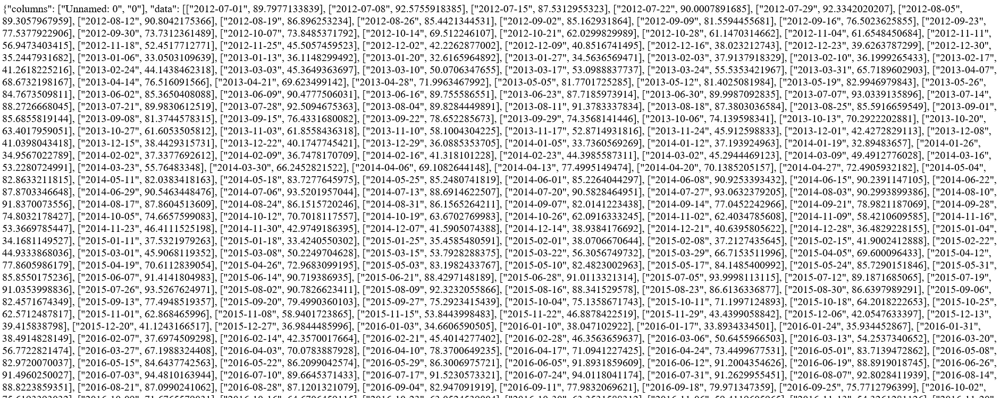 {"columns": ["Unnamed: 0", "0"], "data": [["2012-07-01", 89.7977133839], ["2012-07-08", 92.5755918385], ["2012-07-15", 87.5312955323], ["2012-07-22", 90.0007891685], ["2012-07-29", 92.3342020207], ["2012-08-05",
89.3057967959], ["2012-08-12", 90.8042175366], ["2012-08-19", 86.896253234], ["2012-08-26", 85.4421344531], ["2012-09-02", 85.162931864], ["2012-09-09", 81.5594455681], ["2012-09-16", 76.5023625855], ["2012-09-23",
77.5377922906], ["2012-09-30", 73.7312361489], ["2012-10-07", 73.8485371792], ["2012-10-14", 69.512246107], ["2012-10-21", 62.0299829989], ["2012-10-28", 61.1470314662], ["2012-11-04", 61.6548450684], ["2012-11-11",
56.9473403415], ["2012-11-18", 52.4517712771], ["2012-11-25", 45.5057459523], ["2012-12-02", 42.2262877002], ["2012-12-09", 40.8516741495], ["2012-12-16", 38.023212743], ["2012-12-23", 39.6263787299], ["2012-12-30",
35.2447931682], ["2013-01-06", 33.0503109639], ["2013-01-13", 36.1148299492], ["2013-01-20", 32.6165964892], ["2013-01-27", 34.5635569471], ["2013-02-03", 37.9137918329], ["2013-02-10", 36.1999265433], ["2013-02-17",
41.2618225216], ["2013-02-24", 44.1438462318], ["2013-03-03", 45.3649363697], ["2013-03-10", 50.0706347655], ["2013-03-17", 53.0988837737], ["2013-03-24", 55.5353421967], ["2013-03-31", 65.7189602903], ["2013-04-07",
68.6732198167], ["2013-04-14", 76.516091566], ["2013-04-21", 69.623499142], ["2013-04-28", 71.9963467992], ["2013-05-05", 81.7701725285], ["2013-05-12", 81.4025081984], ["2013-05-19", 82.9946979843], ["2013-05-26",
84.7673509811], ["2013-06-02", 85.3650408088], ["2013-06-09", 90.4777506031], ["2013-06-16", 89.755586551], ["2013-06-23", 87.7185973914], ["2013-06-30", 89.9987092835], ["2013-07-07", 93.0339135896], ["2013-07-14",
88.2726668045], ["2013-07-21", 89.9830612519], ["2013-07-28", 92.5094675363], ["2013-08-04", 89.8284449891], ["2013-08-11", 91.3783337834], ["2013-08-18", 87.3803036584], ["2013-08-25", 85.5916659549], ["2013-09-01",
85.6855819144], ["2013-09-08", 81.3744578315], ["2013-09-15", 76.4331680082], ["2013-09-22", 78.652285673], ["2013-09-29", 74.3568141446], ["2013-10-06", 74.139598341], ["2013-10-13", 70.2922202881], ["2013-10-20",
63.4017959051], ["2013-10-27", 61.6053505812], ["2013-11-03", 61.8558436318], ["2013-11-10", 58.1004304225], ["2013-11-17", 52.8714931816], ["2013-11-24", 45.912598833], ["2013-12-01", 42.4272829113], ["2013-12-08",
41.0398043418], ["2013-12-15", 38.4429315731], ["2013-12-22", 40.1747745421], ["2013-12-29", 36.0885353705], ["2014-01-05", 33.7360569269], ["2014-01-12", 37.193924963], ["2014-01-19", 32.89483657], ["2014-01-26",
34.9567022789], ["2014-02-02", 37.3377692612], ["2014-02-09", 36.7478170709], ["2014-02-16", 41.318101228], ["2014-02-23", 44.3985587311], ["2014-03-02", 45.2944469123], ["2014-03-09", 49.4912776028], ["2014-03-16",
53.2280724991], ["2014-03-23", 55.76483348], ["2014-03-30", 66.2452821522], ["2014-04-06", 69.1082644148], ["2014-04-13", 77.4995149474], ["2014-04-20", 70.1385205157], ["2014-04-27", 72.4905932182], ["2014-05-04",
82.8633211815], ["2014-05-11", 82.0383418163], ["2014-05-18", 83.7277645975], ["2014-05-25", 85.2480741819], ["2014-06-01", 85.2264044297], ["2014-06-08", 90.9253393432], ["2014-06-15", 90.2391147105], ["2014-06-22",
87.8703346648], ["2014-06-29", 90.5463448476], ["2014-07-06", 93.5201957044], ["2014-07-13", 88.6914622507], ["2014-07-20", 90.5828464951], ["2014-07-27", 93.0632379205], ["2014-08-03", 90.2993899386], ["2014-08-10",
91.8370073556], ["2014-08-17", 87.8604513609], ["2014-08-24", 86.1515720246], ["2014-08-31", 86.1565264211], ["2014-09-07", 82.0141223438], ["2014-09-14", 77.0452242966], ["2014-09-21", 78.9821187069], ["2014-09-28",
74.8032178427], ["2014-10-05", 74.6657599083], ["2014-10-12", 70.7018117557], ["2014-10-19", 63.6702769983], ["2014-10-26", 62.0916333245], ["2014-11-02", 62.4034785608], ["2014-11-09", 58.4210609585], ["2014-11-16",
53.3669785447], ["2014-11-23", 46.4111525198], ["2014-11-30", 42.9749186395], ["2014-12-07", 41.5905074388], ["2014-12-14", 38.9384176692], ["2014-12-21", 40.6395805622], ["2014-12-28", 36.4829228155], ["2015-01-04",
34.1681149527], ["2015-01-11", 37.5321979263], ["2015-01-18", 33.4240550302], ["2015-01-25", 35.4585480591], ["2015-02-01", 38.0706670644], ["2015-02-08", 37.2127435645], ["2015-02-15", 41.9002412888], ["2015-02-22",
44.9333868036], ["2015-03-01", 45.9068119352], ["2015-03-08", 50.2249704628], ["2015-03-15", 53.7928288375], ["2015-03-22", 56.3056749732], ["2015-03-29", 66.7153511996], ["2015-04-05", 69.600096433], ["2015-04-12",
77.8605986179], ["2015-04-19", 70.6112839054], ["2015-04-26", 72.9683099195], ["2015-05-03", 83.1982433767], ["2015-05-10", 82.4823002963], ["2015-05-17", 84.1485400992], ["2015-05-24", 85.7290151846], ["2015-05-31",
85.8550175236], ["2015-06-07", 91.4141804983], ["2015-06-14", 90.719386935], ["2015-06-21", 88.4297148189], ["2015-06-28", 91.0113321314], ["2015-07-05", 93.9998113115], ["2015-07-12", 89.1871685065], ["2015-07-19",
91.0353998836], ["2015-07-26", 93.5267624971], ["2015-08-02", 90.7826623411], ["2015-08-09", 92.3232055866], ["2015-08-16", 88.341529578], ["2015-08-23", 86.6136336877], ["2015-08-30", 86.6397989291], ["2015-09-06",
82.4571674349], ["2015-09-13", 77.4948519357], ["2015-09-20", 79.4990360103], ["2015-09-27", 75.2923415439], ["2015-10-04", 75.1358671743], ["2015-10-11", 71.1997124893], ["2015-10-18", 64.2018222653], ["2015-10-25",
62.5712487817], ["2015-11-01", 62.868465996], ["2015-11-08", 58.9401723865], ["2015-11-15", 53.8443998483], ["2015-11-22", 46.8878422519], ["2015-11-29", 43.4399058842], ["2015-12-06", 42.0547633397], ["2015-12-13",
39.415838798], ["2015-12-20", 41.1243166517], ["2015-12-27", 36.9844485996], ["2016-01-03", 34.6606590505], ["2016-01-10", 38.047102922], ["2016-01-17", 33.8934334501], ["2016-01-24", 35.934452867], ["2016-01-31",
38.4914828149], ["2016-02-07", 37.6974509298], ["2016-02-14", 42.3570017664], ["2016-02-21", 45.4014277402], ["2016-02-28", 46.3563659637], ["2016-03-06", 50.6455966503], ["2016-03-13", 54.2537340652], ["2016-03-20",
56.7722821474], ["2016-03-27", 67.1988324408], ["2016-04-03", 70.0783887928], ["2016-04-10", 78.3700649235], ["2016-04-17", 71.0941227425], ["2016-04-24", 73.4499677531], ["2016-05-01", 83.7139472862], ["2016-05-08",
82.9720070037], ["2016-05-15", 84.6437742563], ["2016-05-22", 86.2099042574], ["2016-05-29", 86.3006975721], ["2016-06-05", 91.8931859609], ["2016-06-12", 91.2004354626], ["2016-06-19", 88.8919018745], ["2016-06-26",
91.4960250027], ["2016-07-03", 94.4810163944], ["2016-07-10", 89.6645371433], ["2016-07-17", 91.5230573321], ["2016-07-24", 94.0118041174], ["2016-07-31", 91.2629955451], ["2016-08-07", 92.8028411939], ["2016-08-14",
88.8223859351], ["2016-08-21", 87.0990241062], ["2016-08-28", 87.1201321079], ["2016-09-04", 82.947091919], ["2016-09-11", 77.9832069621], ["2016-09-18", 79.971347359], ["2016-09-25", 75.7712796399], ["2016-10-02",